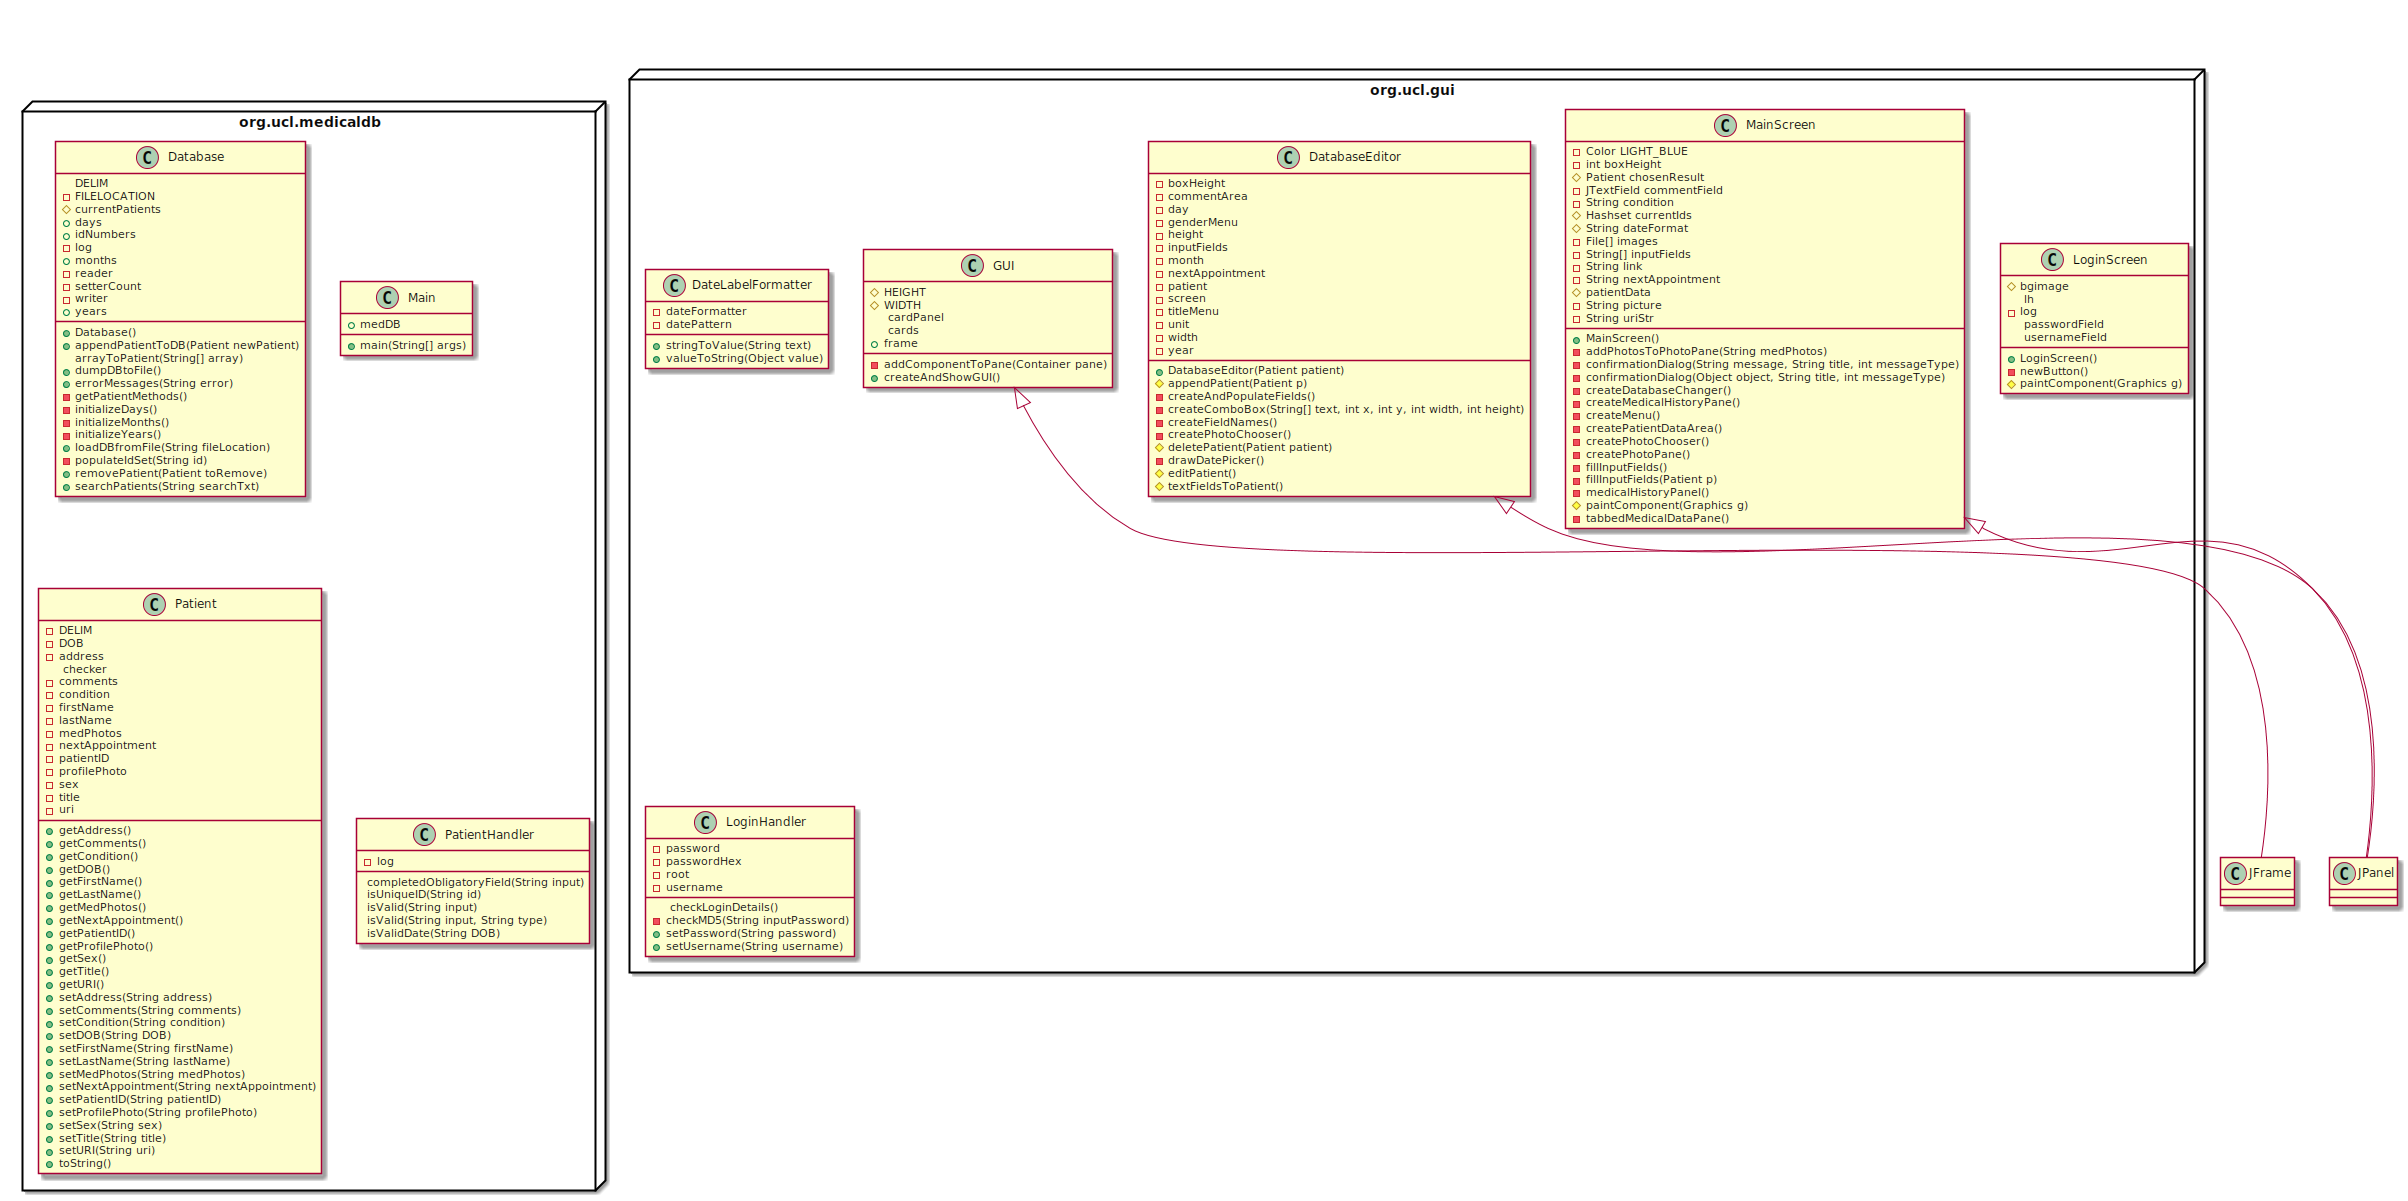 org.ucl.medicaldb
C Database
DELIM
FILELOCATION
currentPatients
days
idNumbers
log
months
reader
setterCount
writer
years
Database()
appendPatientToDB(Patient newPatient)
arrayToPatient(String[] array)
dumpDBtoFile()
errorMessages(String error)
getPatientMethods()
initializeDays()
initializeMonths()
initializeYears()
loadDBfromFile(String fileLocation)
populateIdSet(String id)
removePatient(Patient toRemove)
searchPatients(String searchTxt)
C Main
medDB
main(String[] args)
C Patient
DELIM
DOB
address
checker
comments
condition
firstName
lastName
medPhotos
nextAppointment
patientID
profilePhoto
sex
title
uri
getAddress()
getComments()
getCondition()
getDOB()
getFirstName()
getLastName()
getMedPhotos()
getNextAppointment()
getPatientID()
getProfilePhoto()
getSex()
getTitle()
getURI()
setAddress(String address)
setComments(String comments)
setCondition(String condition)
setDOB(String DOB)
setFirstName(String firstName)
setLastName(String lastName)
setMedPhotos(String medPhotos)
setNextAppointment(String nextAppointment)
setPatientID(String patientID)
setProfilePhoto(String profilePhoto)
setSex(String sex)
setTitle(String title)
setURI(String uri)
toString()
C PatientHandler
log
completedObligatoryField(String input)
isUniqueID(String id)
isValid(String input)
isValid(String input, String type)
isValidDate(String DOB)
org.ucl.gui
C DateLabelFormatter
dateFormatter
datePattern
stringToValue(String text)
valueToString(Object value)
C GUI
HEIGHT
WIDTH
cardPanel
cards
frame
addComponentToPane(Container pane)
createAndShowGUI()
C DatabaseEditor
boxHeight
commentArea
day
genderMenu
height
inputFields
month
nextAppointment
patient
screen
titleMenu
unit
width
year
DatabaseEditor(Patient patient)
appendPatient(Patient p)
createAndPopulateFields()
createComboBox(String[] text, int x, int y, int width, int height)
createFieldNames()
createPhotoChooser()
deletePatient(Patient patient)
drawDatePicker()
editPatient()
textFieldsToPatient()
C MainScreen
Color LIGHT_BLUE
int boxHeight
Patient chosenResult
JTextField commentField
String condition
Hashset currentIds
String dateFormat
File[] images
String[] inputFields
String link
String nextAppointment
patientData
String picture
String uriStr
MainScreen()
addPhotosToPhotoPane(String medPhotos)
confirmationDialog(String message, String title, int messageType)
confirmationDialog(Object object, String title, int messageType)
createDatabaseChanger()
createMedicalHistoryPane()
createMenu()
createPatientDataArea()
createPhotoChooser()
createPhotoPane()
fillInputFields()
fillInputFields(Patient p)
medicalHistoryPanel()
paintComponent(Graphics g)
tabbedMedicalDataPane()
C LoginScreen
bgimage
lh
log
passwordField
usernameField
LoginScreen()
newButton()
paintComponent(Graphics g)
C LoginHandler
password
passwordHex
root
username
checkLoginDetails()
checkMD5(String inputPassword)
setPassword(String password)
setUsername(String username)
C JFrame
C JPanel